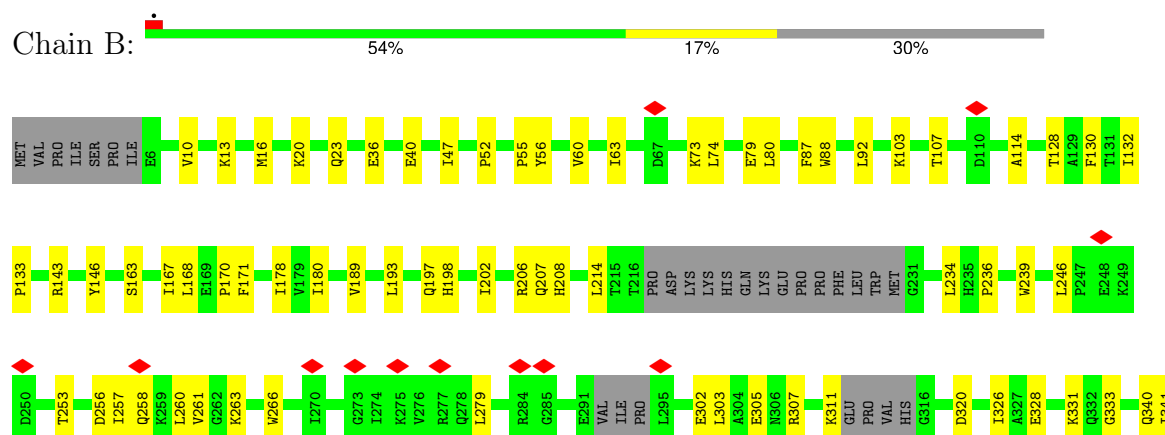 Chain B:
54% 17% 30%
MET VAL PRO ILE SER PRO ILE E6 V10 K13 M16 K20 Q23 E36 E40 I47 P52 P55 Y56 V60 I63 D67 K73 L74 E79 L80 F87 W88 L92 K103 T107 D110 A114 T128 A129 F130 T131 I132
P133 R143 Y146 S163 I167 L168 E169 P170 F171 I178 V179 I180 V189 L193 Q197 H198 I202 R206 Q207 H208 L214 T215 T216 PRO ASP LYS LYS HIS GLN LYS GLU PRO PRO PHE LEU TRP MET G231 L234 H235 P236 W239 L246 P247 E248 K249
D250 T253 D256 I257 Q258 K259 L260 V261 G262 K263 W266 I270 G273 I274 K275 V276 R277 Q278 L279 R284 G285 E291 VAL ILE PRO L295 E302 L303 A304 E305 N306 R307 K311 GLU PRO VAL HIS G316 D320 I326 A327 E328 K331 Q332 G333 Q340